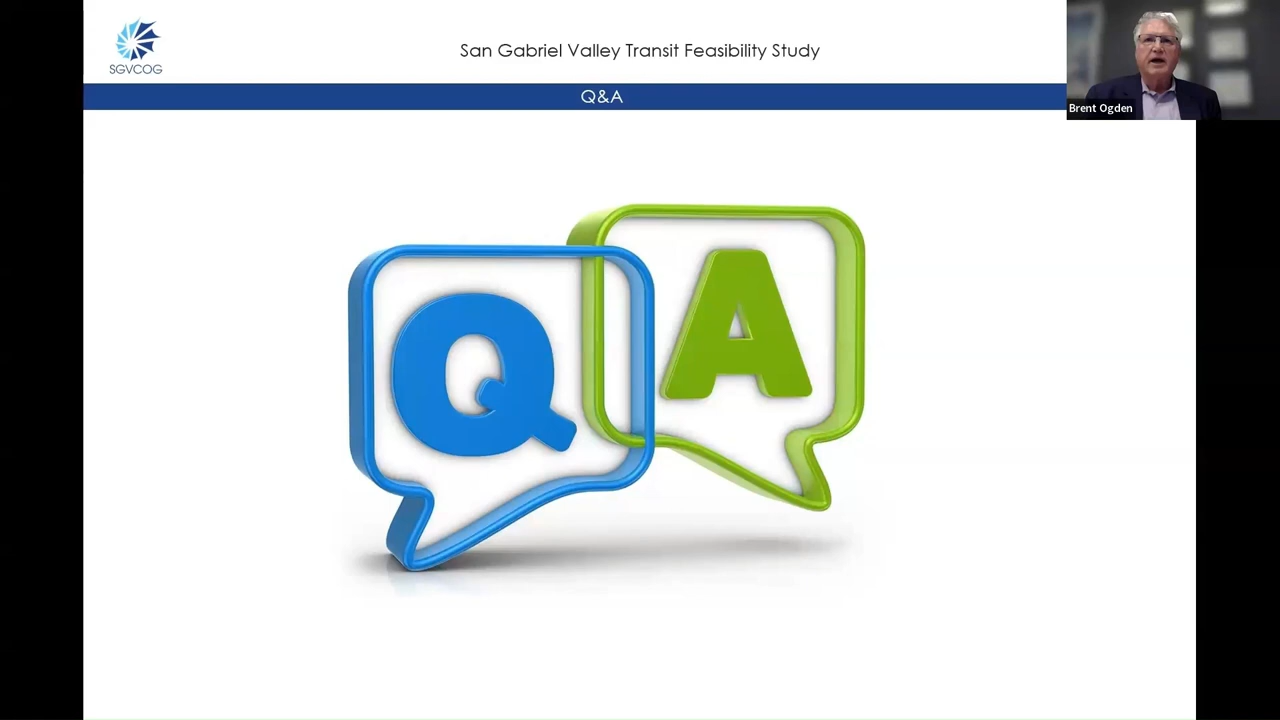 SGVCOG
San Gabriel Valley Transit Feasibility Study
Q&A
Brent Ogden
Q
A